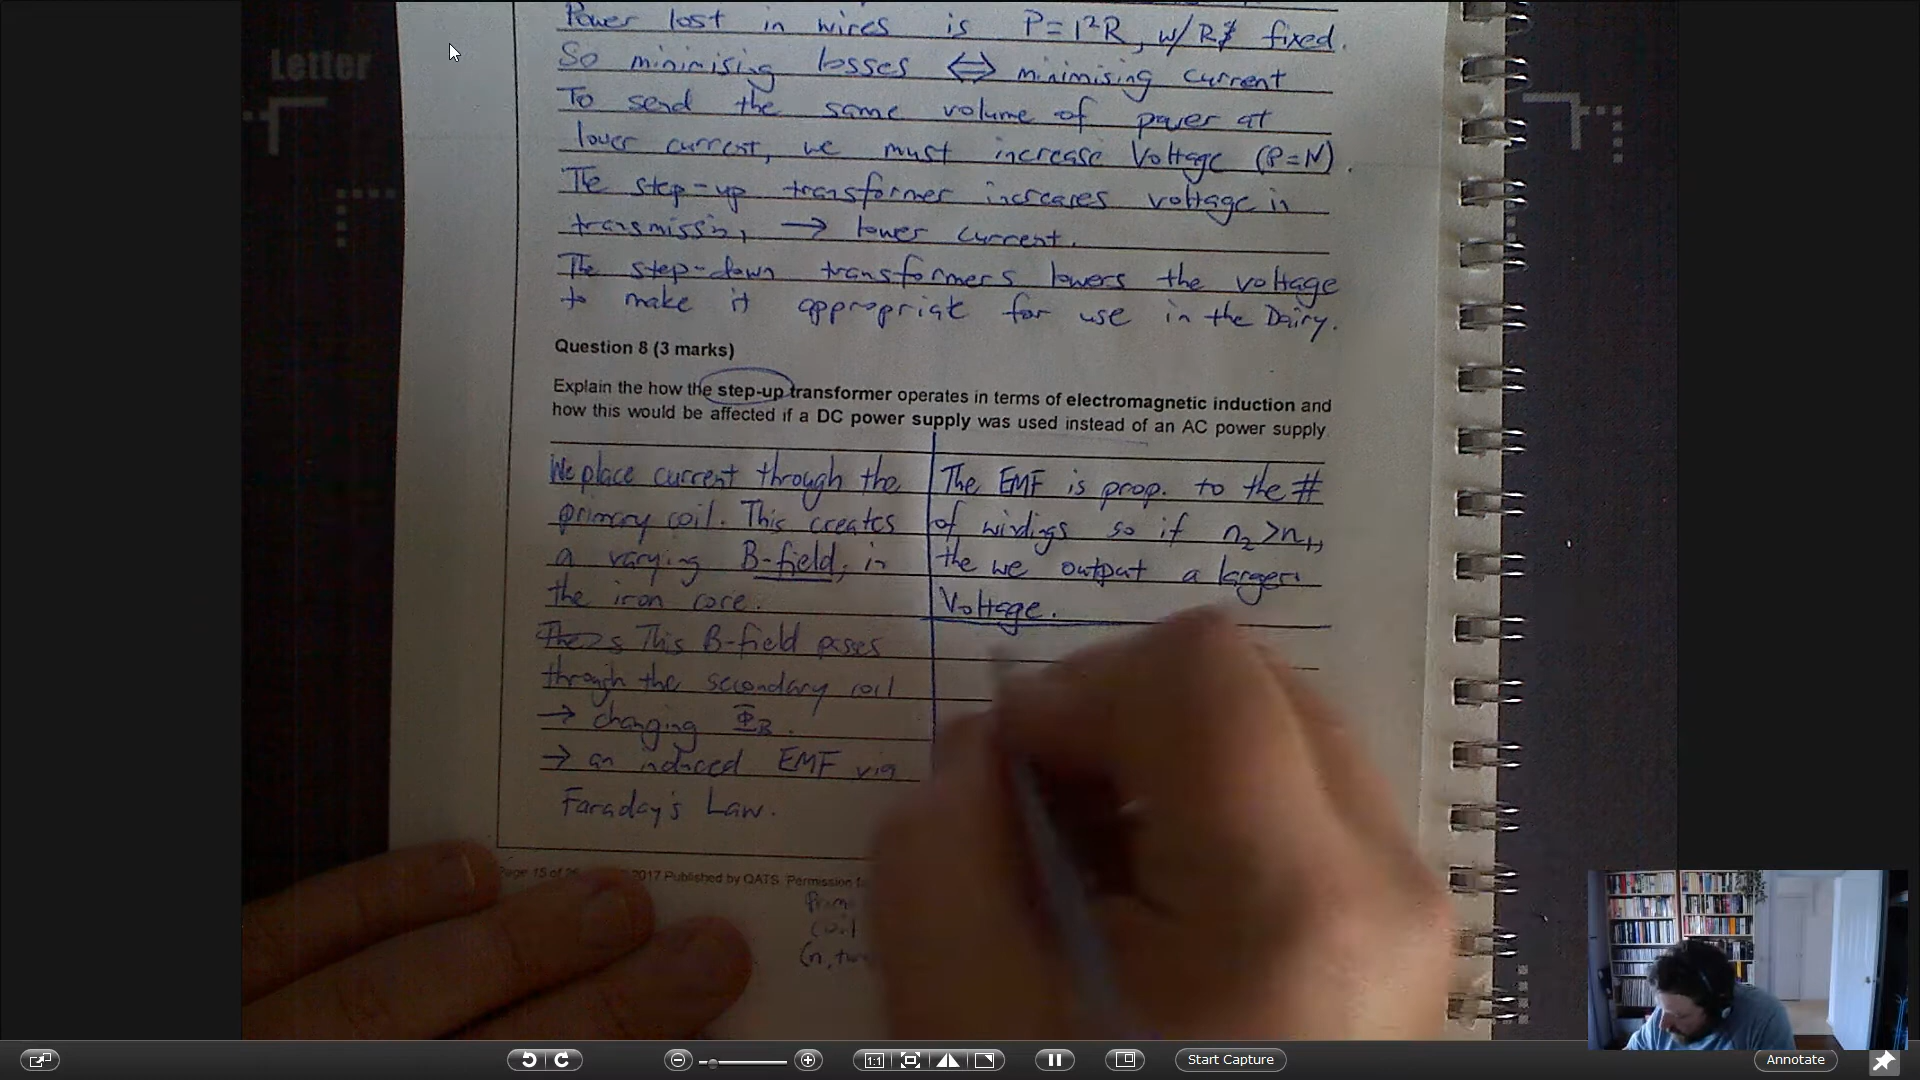 Letter
Power lost in wires is P=I²R, w/ R fixed.
So minimising losses ⟺ minimising current
To send the same volume of power at
lower current, we must increase Voltage (P=IV).
The step-up transformer increases voltage in
transmission → lower current.
The step-down transformers lowers the voltage
to make it appropriate for use in the Dairy.
Question 8 (3 marks)
Explain the how the step-up transformer operates in terms of electromagnetic induction and
how this would be affected if a DC power supply was used instead of an AC power supply
We place current through the
primary coil. This creates
a varying B-field, in
the iron core.
This B-field passes
through the secondary coil
→ changing Φ_B.
→ an induced EMF via
Faraday's Law.
The EMF is prop. to the #
of windings so if n₂>n₁,
the we output a larger
Voltage.
Page 15 of 2017 Published by QATS Permission
Prim
coil
(n,
1:1
Start Capture
Annotate